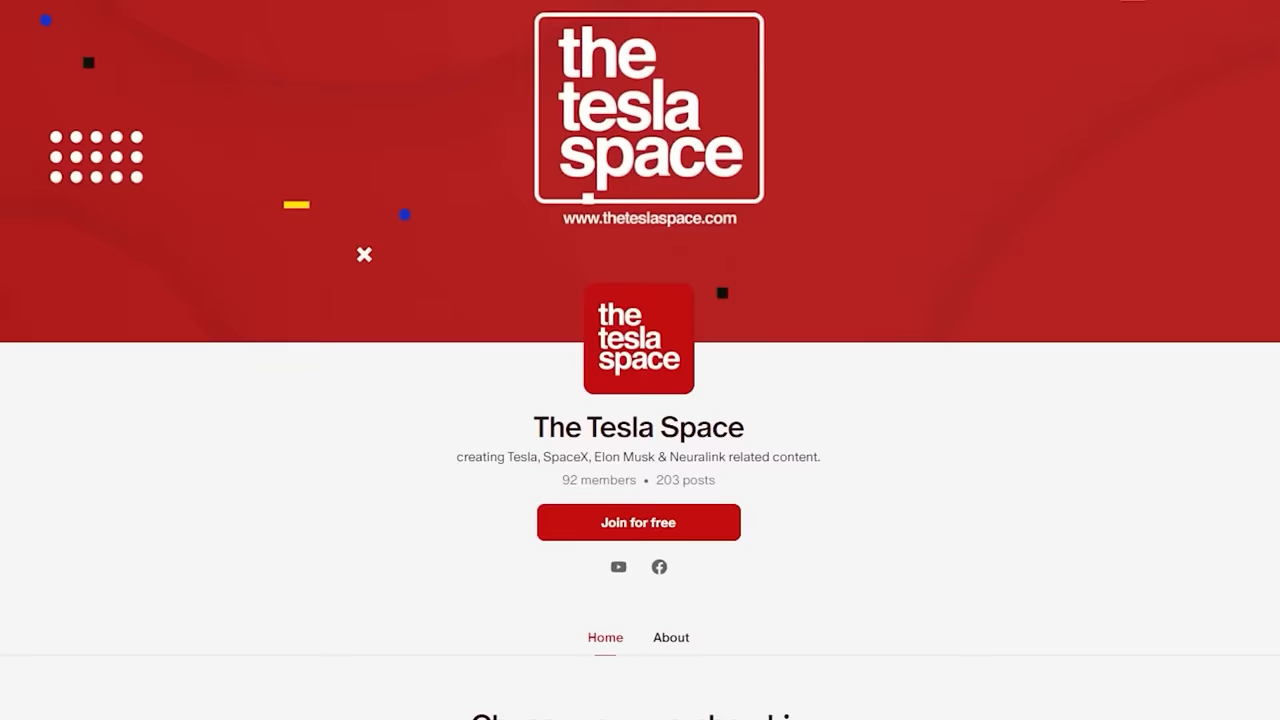 the
tesla
space
www.theteslaspace.com
the
tesla
space
The Tesla Space
creating Tesla, SpaceX, Elon Musk & Neuralink related content.
92 members • 203 posts
Join for free
Home About